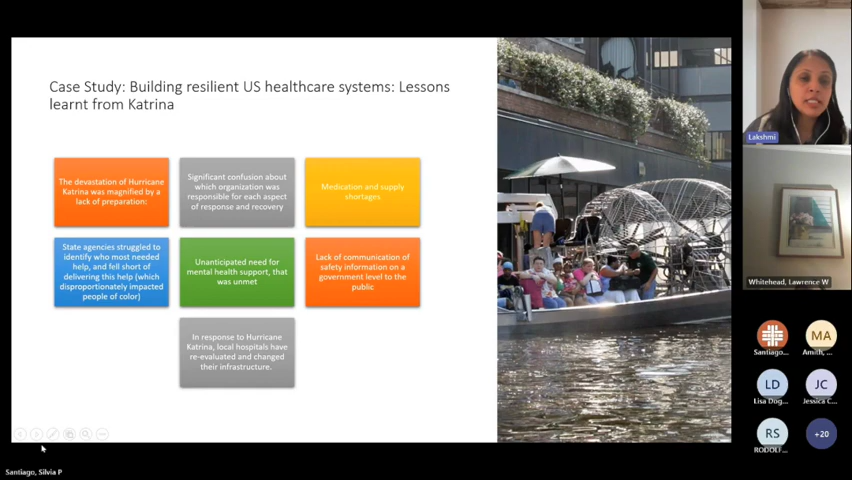 Case Study: Building resilient US healthcare systems: Lessons
learnt from Katrina
The devastation of Hurricane
Katrina was magnified by a
lack of preparation:
Significant confusion about
which organization was
responsible for each aspect
of response and recovery
Medication and supply
shortages
State agencies struggled to
identify who most needed
help, and fell short of
delivering this help (which
disproportionately impacted
people of color)
Unanticipated need for
mental health support, that
was unmet
Lack of communication of
safety information on a
government level to the
public
In response to Hurricane
Katrina, local hospitals have
re-evaluated and changed
their infrastructure.
Santiago, Silvia P
Lakshmi
Whitehead, Lawrence W
Santiago...
MA
Amith, ...
LD
Lisa Dog...
JC
Jessica C...
RS
RODOLF...
+20